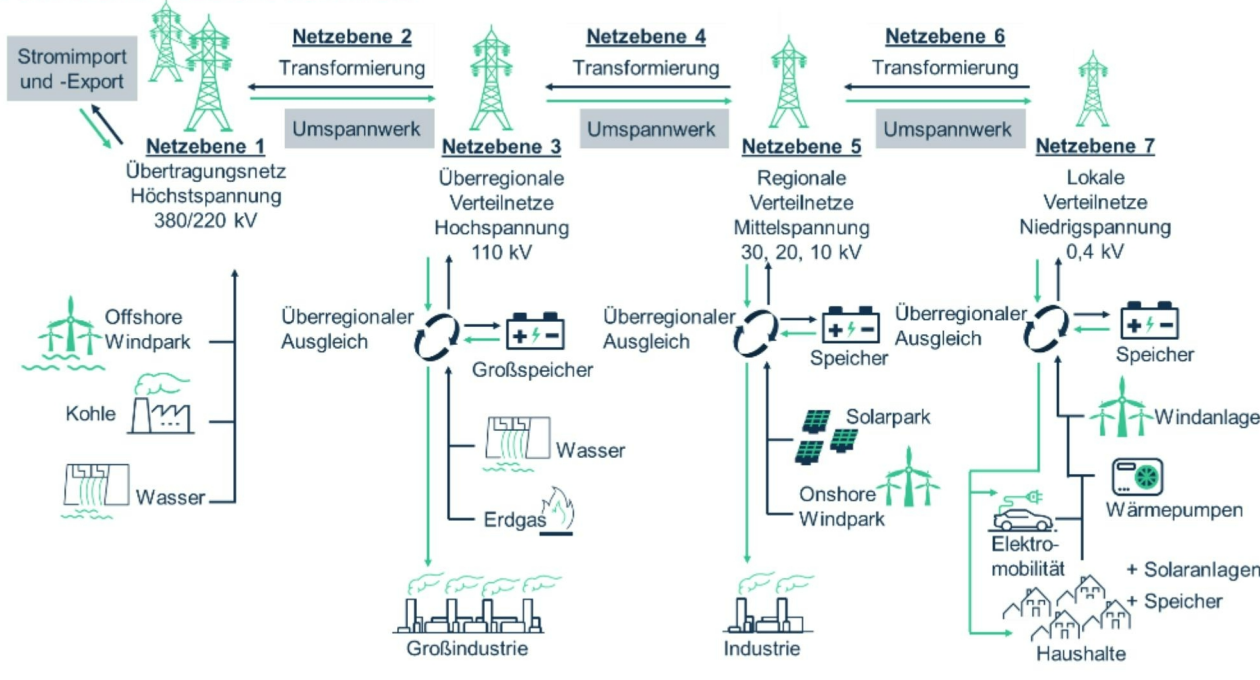 Stromimport
und -Export
Netzebene 2
Transformierung
Umspannwerk
Netzebene 4
Transformierung
Umspannwerk
Netzebene 6
Transformierung
Umspannwerk
Netzebene 1
Übertragungsnetz
Höchstspannung
380/220 kV
Netzebene 3
Überregionale
Verteilnetze
Hochspannung
110 kV
Netzebene 5
Regionale
Verteilnetze
Mittelspannung
30, 20, 10 kV
Netzebene 7
Lokale
Verteilnetze
Niedrigspannung
0,4 kV
Offshore
Windpark
Kohle
Wasser
Überregionaler
Ausgleich
Großspeicher
Wasser
Erdgas
Großindustrie
Überregionaler
Ausgleich
Speicher
Solarpark
Onshore
Windpark
Industrie
Überregionaler
Ausgleich
Speicher
Windanlage
Wärmepumpen
Elektro-
mobilität
+ Solaranlagen
+ Speicher
Haushalte